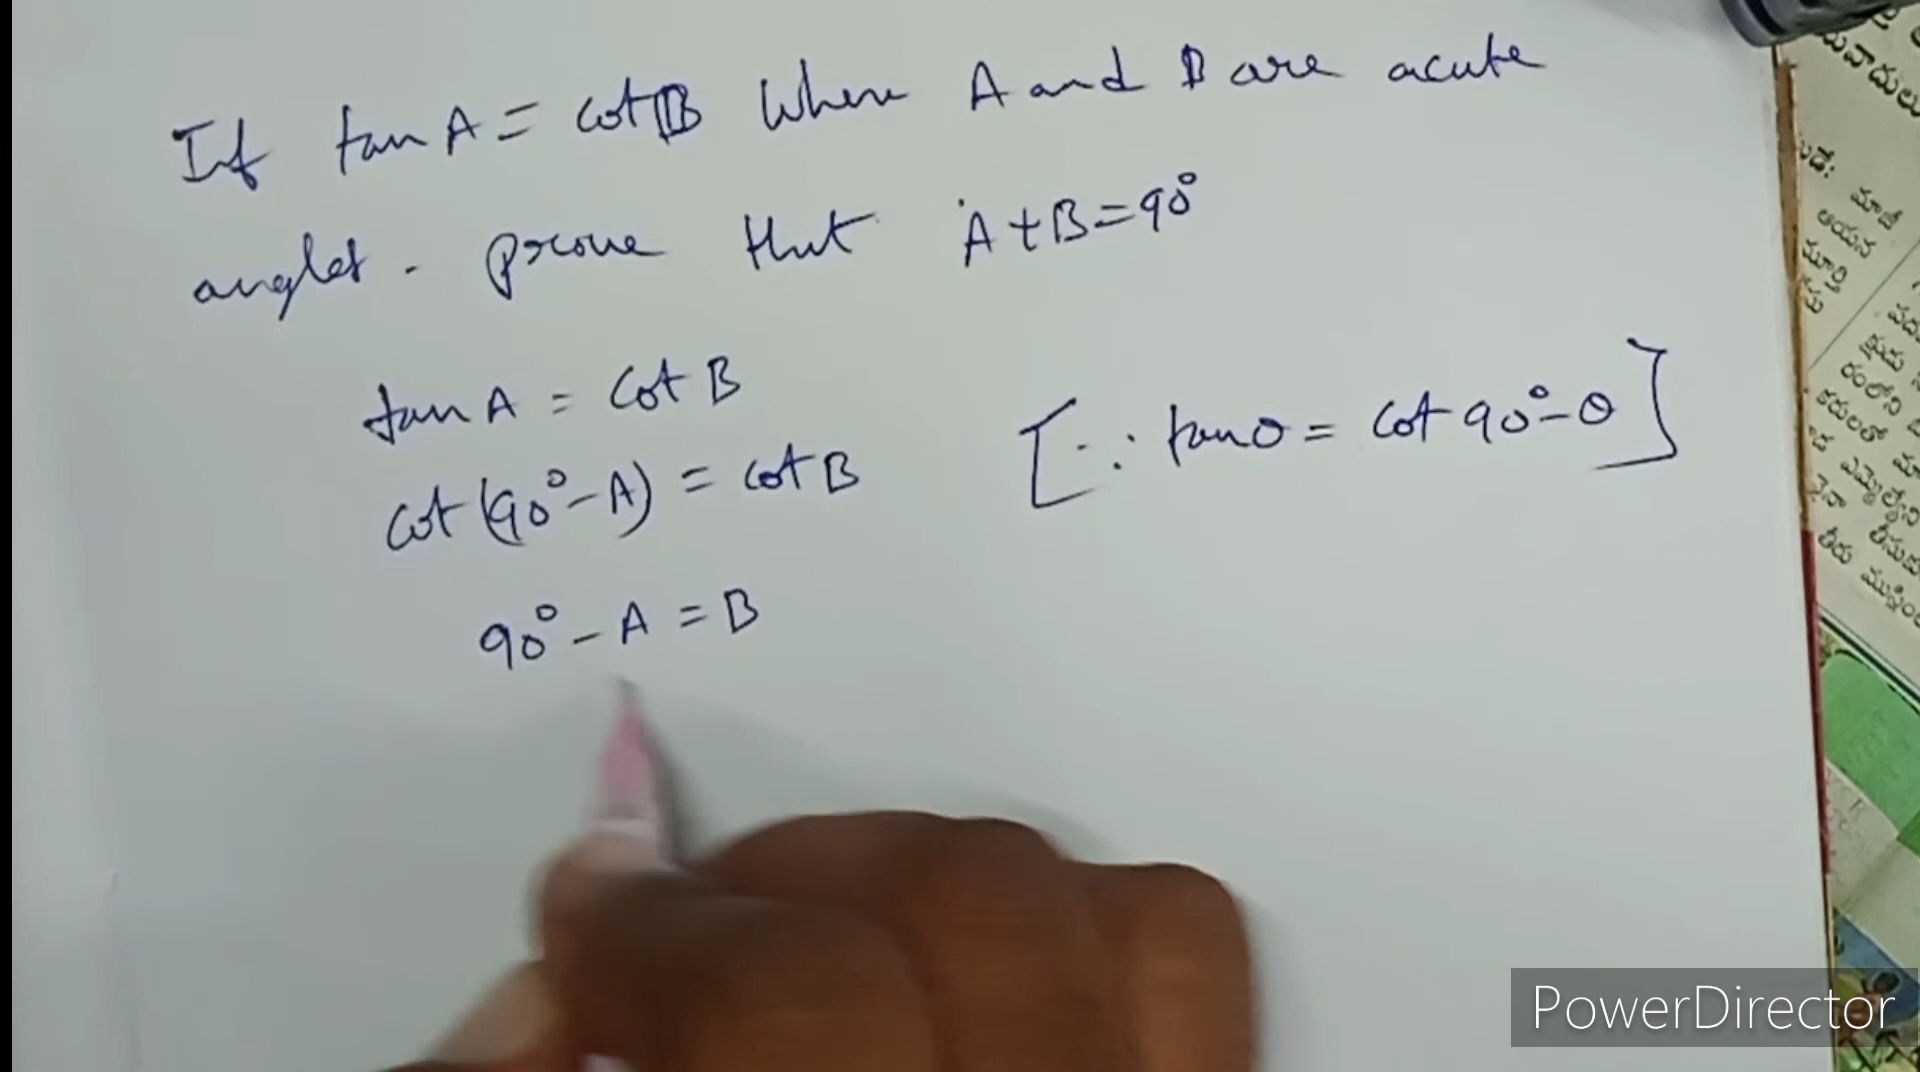 If tan A = cot B where A and B are acute
angles. prove that A+B=90°
tan A = cot B
cot (90°-A) = cot B
[∵ tanθ = cot 90°-θ]
90° - A = B
PowerDirector